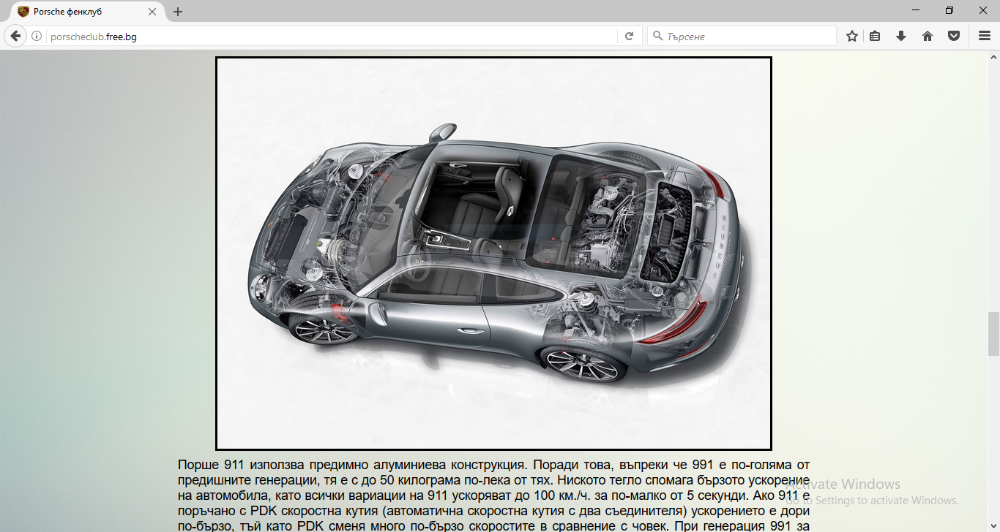 Porsche фенклуб
porscheclub.free.bg
Търсене
Window Snip
PORSCHE
Порше 911 използва предимно алуминиева конструкция. Поради това, въпреки че 991 е по-голяма от
предишните генерации, тя е с до 50 килограма по-лека от тях. Ниското тегло спомага бързото ускорение
на автомобила, като всички вариации на 911 ускоряват до 100 км./ч. за по-малко от 5 секунди. Ако 911 е
поръчано с PDK скоростна кутия (автоматична скоростна кутия с два съединителя) ускорението е дори
по-бързо, тъй като PDK сменя много по-бързо скоростите в сравнение с човек. При генерация 991 за
Activate Windows
Go to Settings to activate Windows.